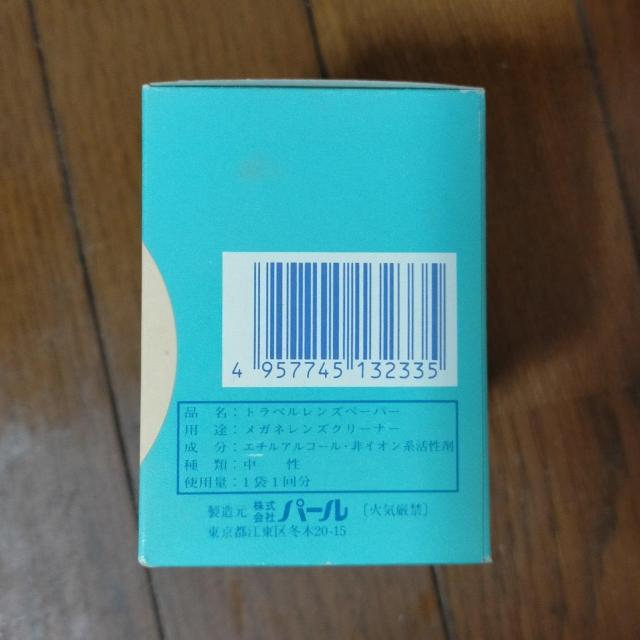 4 957745 132335
品名：トラベルレンズペーパー
用途：メガネレンズクリーナー
成分：エチルアルコール・非イオン系活性剤
種類：中性
使用量：1袋1回分
製造元 株式会社 パール 〔火気厳禁〕
東京都江東区冬木20-15